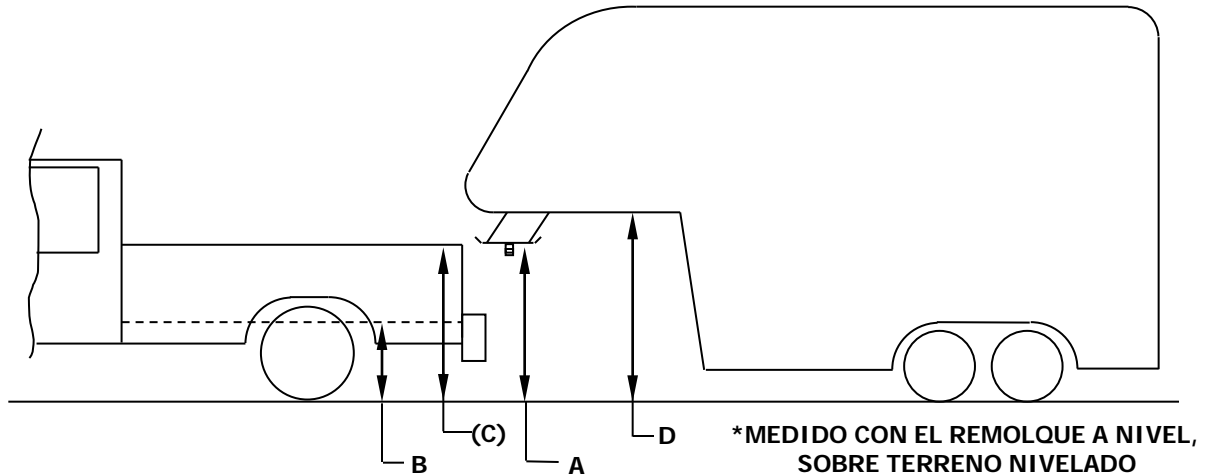 (C)
D
B
A
*MEDIDO CON EL REMOLQUE A NIVEL,
SOBRE TERRENO NIVELADO